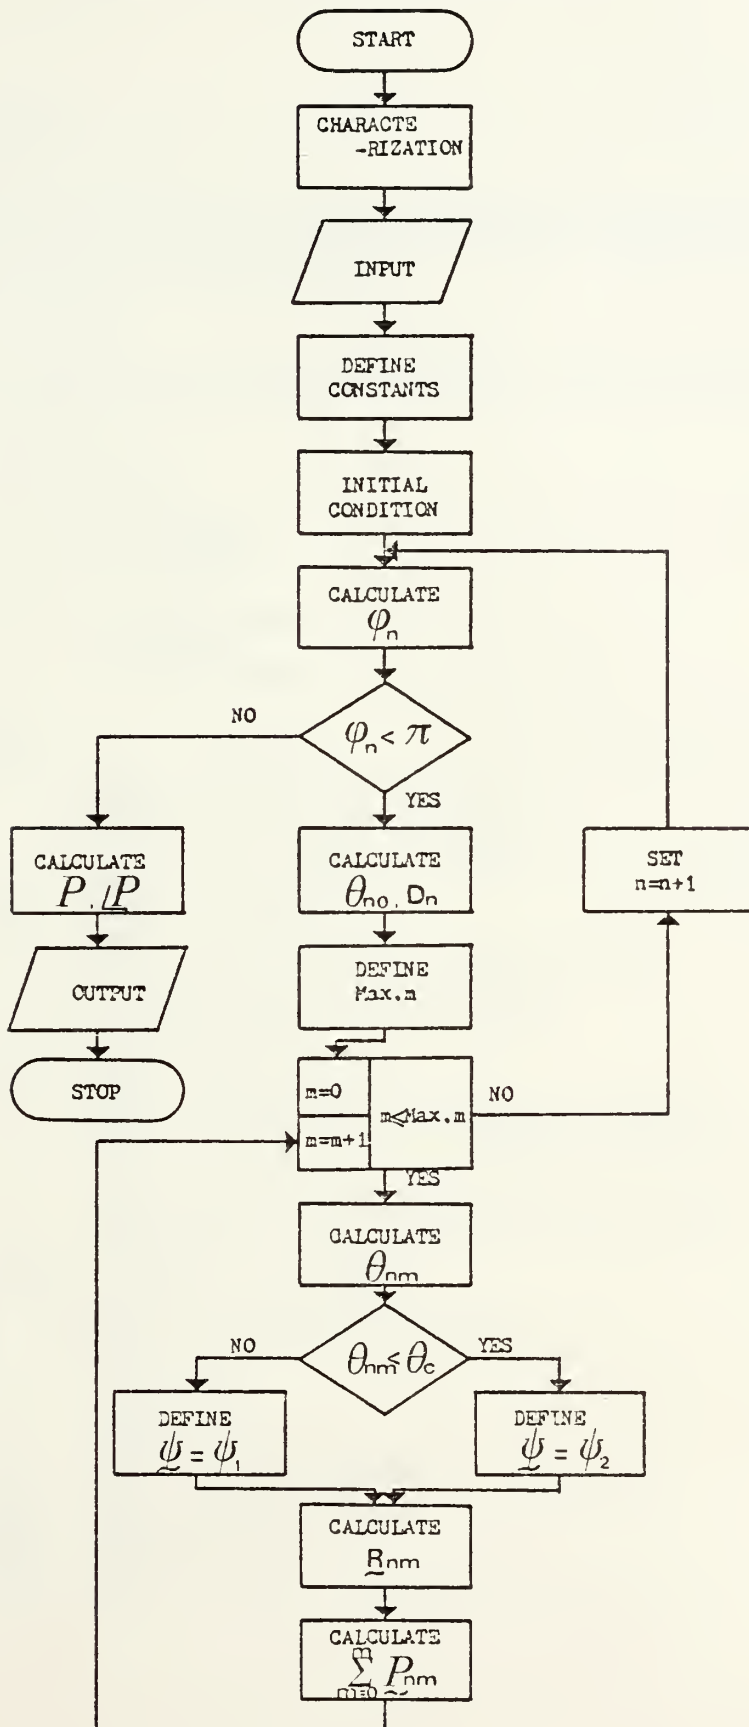 START
CHARACTE
-RIZATION
INPUT
DEFINE
CONSTANTS
INITIAL
CONDITION
CALCULATE
φn
NO
φn < π
YES
CALCULATE
P, ∠P
CALCULATE
θno, Dn
SET
n=n+1
OUTPUT
DEFINE
Max.m
STOP
m=0
m≤Max.m
NO
m=m+1
YES
CALCULATE
θnm
NO
θnm ≤ θc
YES
DEFINE
ψ = ψ1
DEFINE
ψ = ψ2
CALCULATE
Rnm
CALCULATE
m
Σ Pnm
m=0